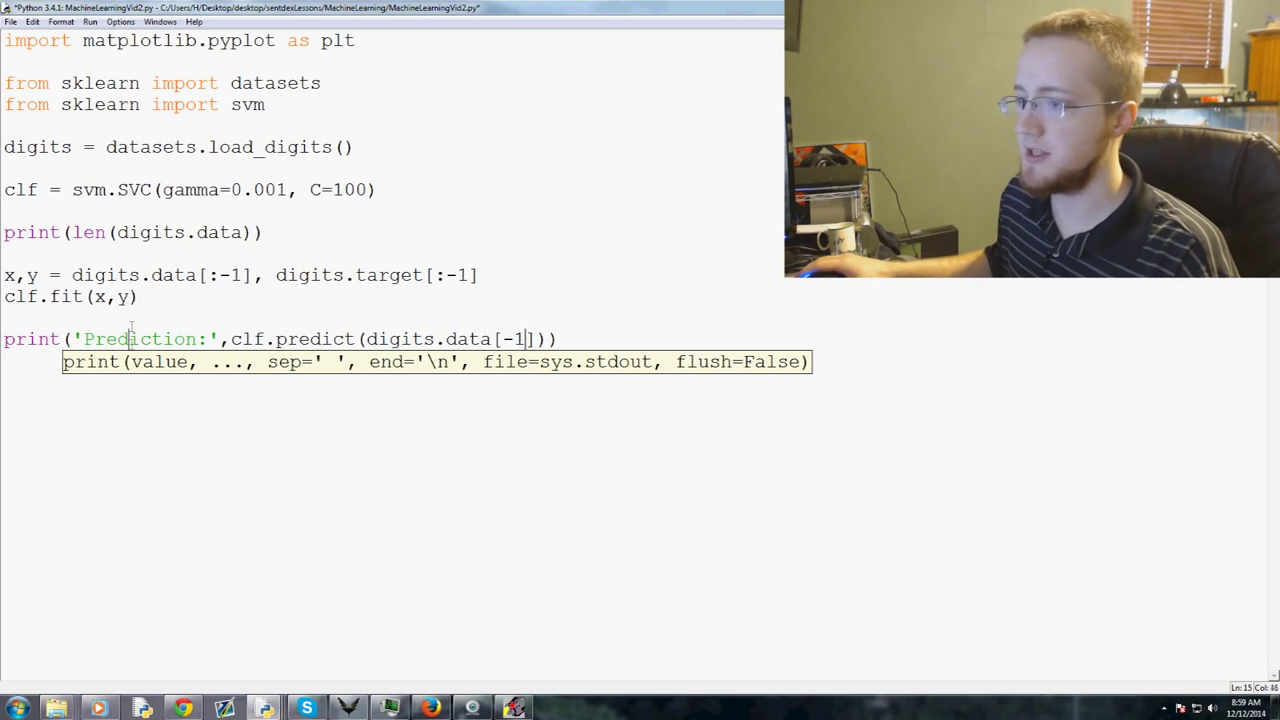 *Python 3.4.1: MachineLearningVid2.py - C:/Users/H/Desktop/desktop/sentdexLessons/MachineLearning/MachineLearningVid2.py*
File Edit Format Run Options Windows Help
import matplotlib.pyplot as plt
from sklearn import datasets
from sklearn import svm
digits = datasets.load_digits()
clf = svm.SVC(gamma=0.001, C=100)
print(len(digits.data))
x,y = digits.data[:-1], digits.target[:-1]
clf.fit(x,y)
print('Prediction:',clf.predict(digits.data[-1]))
print(value, ..., sep=' ', end='\n', file=sys.stdout, flush=False)
Ln: 15 Col: 46
8:59 AM
12/12/2014